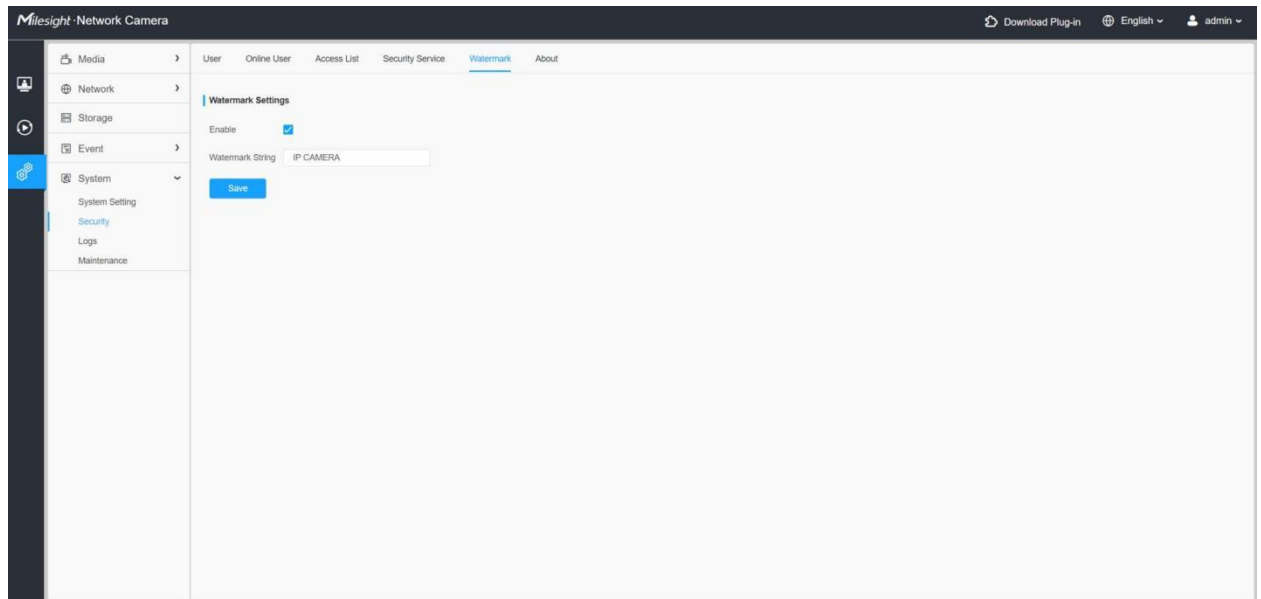 Milesight·Network Camera
Download Plug-in
English
admin
Media
Network
Storage
Event
System
System Setting
Security
Logs
Maintenance
User Online User Access List Security Service Watermark About
Watermark Settings
Enable
Watermark String IP CAMERA
Save